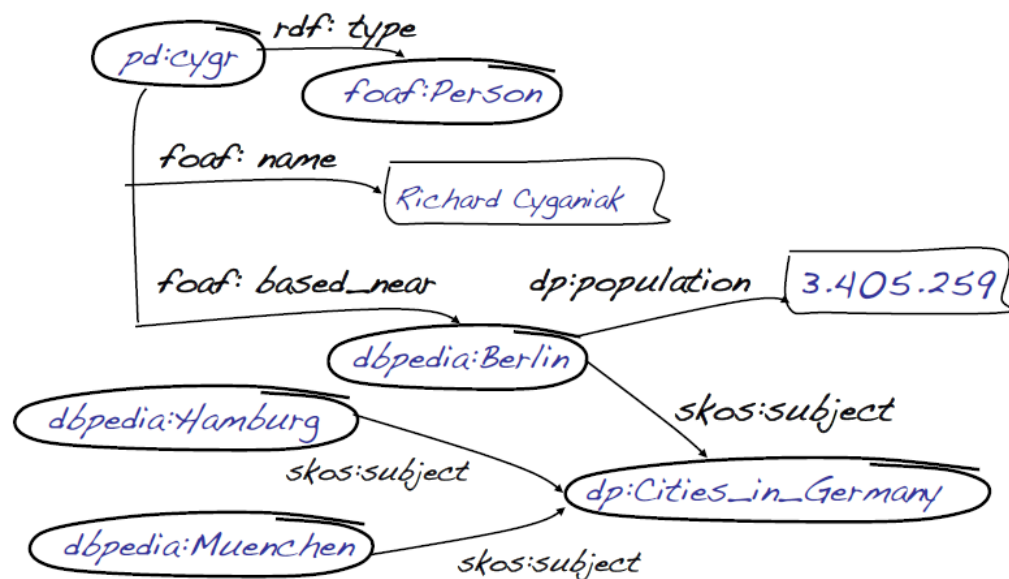 rdf: type
pd:cygr
foaf:Person
foaf: name
Richard Cyganiak
foaf: based_near
dp:population
3.405.259
dbpedia:Berlin
dbpedia:Hamburg
skos:subject
skos:subject
dp:Cities_in_Germany
dbpedia:Muenchen
skos:subject